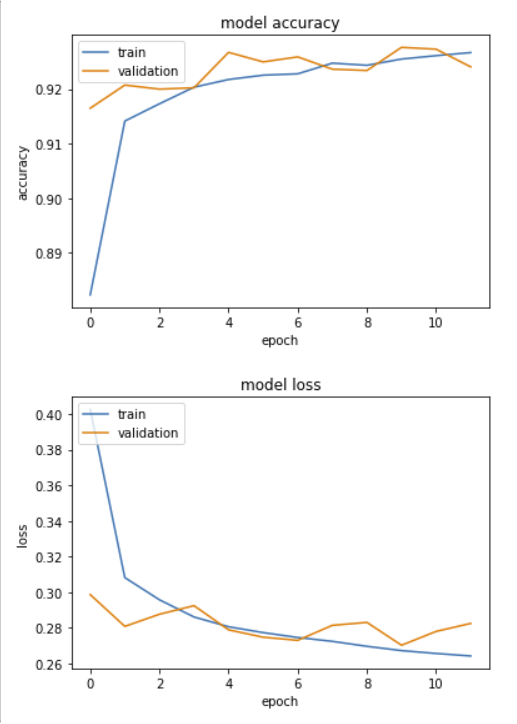 model accuracy
train
validation
0.92
0.91
0.90
0.89
accuracy
0 2 4 6 8 10
epoch
model loss
train
validation
0.40
0.38
0.36
0.34
0.32
0.30
0.28
0.26
loss
0 2 4 6 8 10
epoch